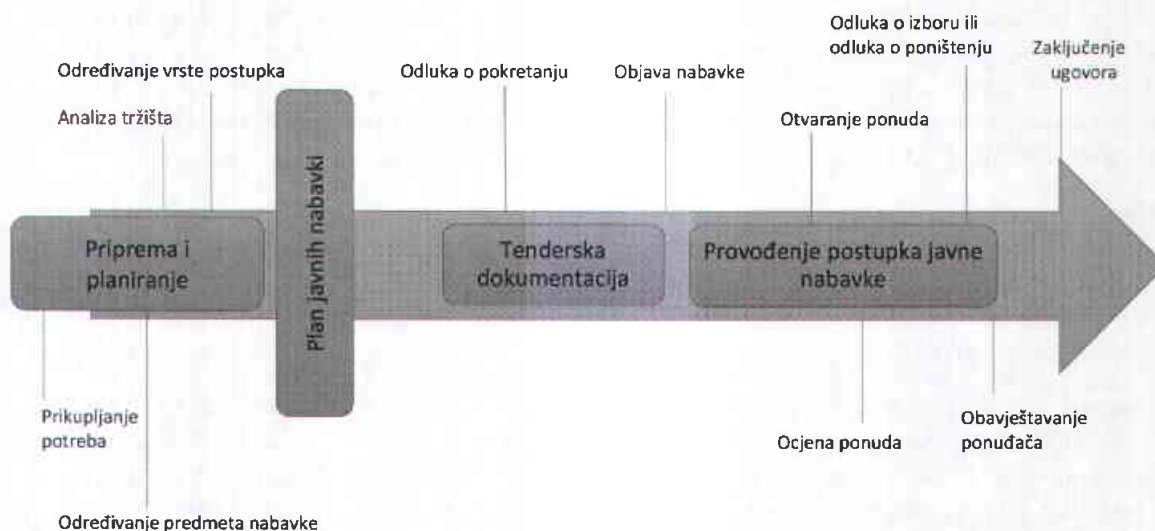 Odluka o izboru ili
odluka o poništenju
Zaključenje
ugovora
Određivanje vrste postupka
Odluka o pokretanju
Objava nabavke
Analiza tržišta
Otvaranje ponuda
Plan javnih nabavki
Priprema i
planiranje
Tenderska
dokumentacija
Provođenje postupka javne
nabavke
Prikupljanje
potreba
Ocjena ponuda
Obavještavanje
ponuđača
Određivanje predmeta nabavke